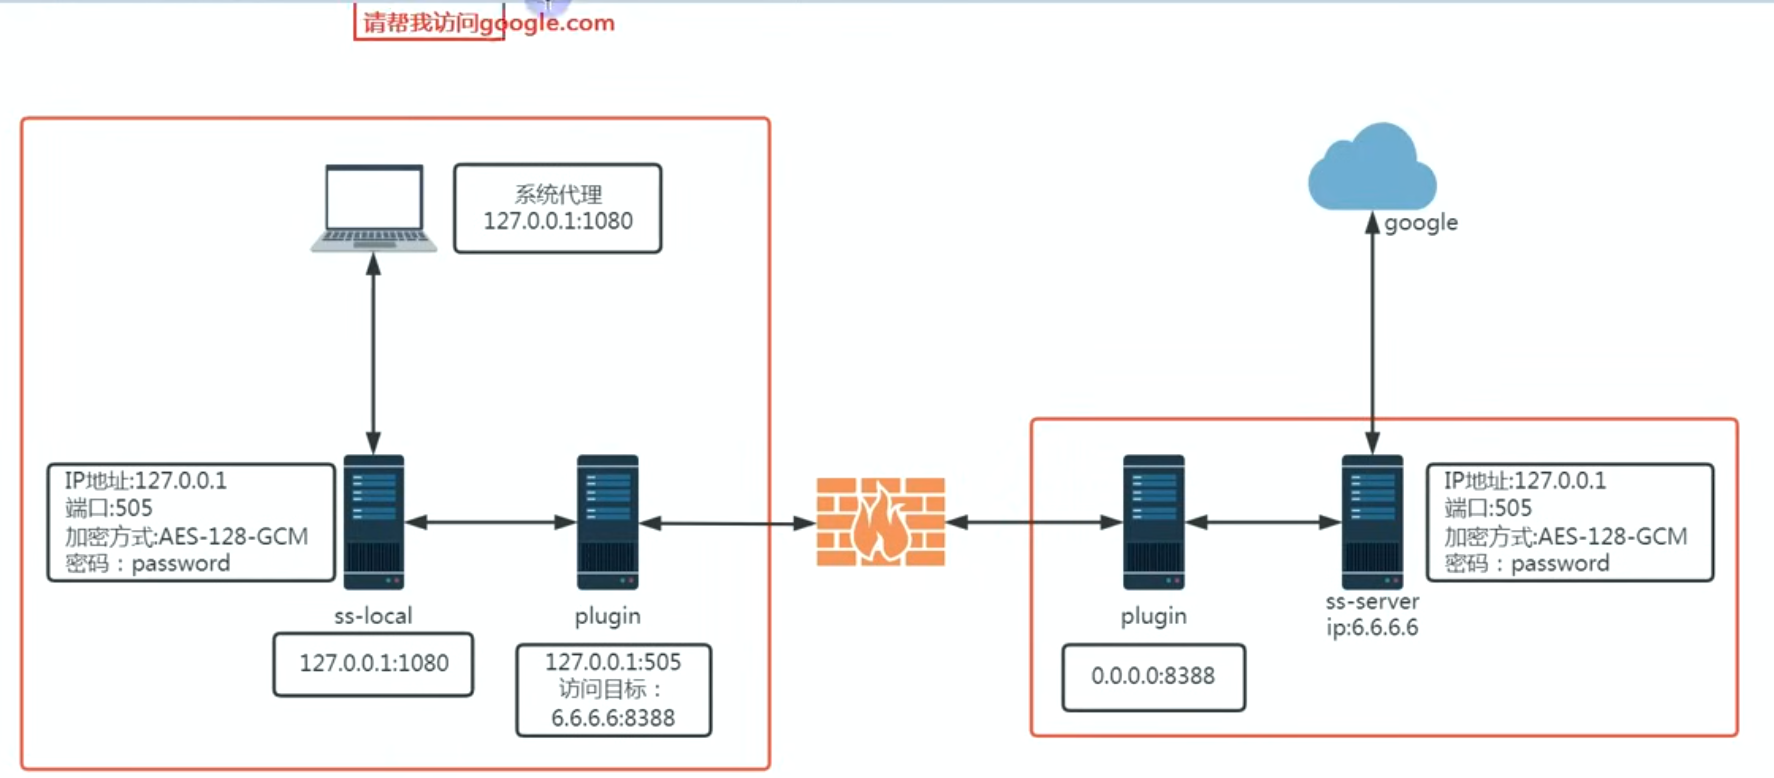 请帮我访问google.com
系统代理
127.0.0.1:1080
google
IP地址:127.0.0.1
端口:505
加密方式:AES-128-GCM
密码：password
ss-local
127.0.0.1:1080
plugin
127.0.0.1:505
访问目标：
6.6.6.6:8388
plugin
0.0.0.0:8388
IP地址:127.0.0.1
端口:505
加密方式:AES-128-GCM
密码：password
ss-server
ip:6.6.6.6